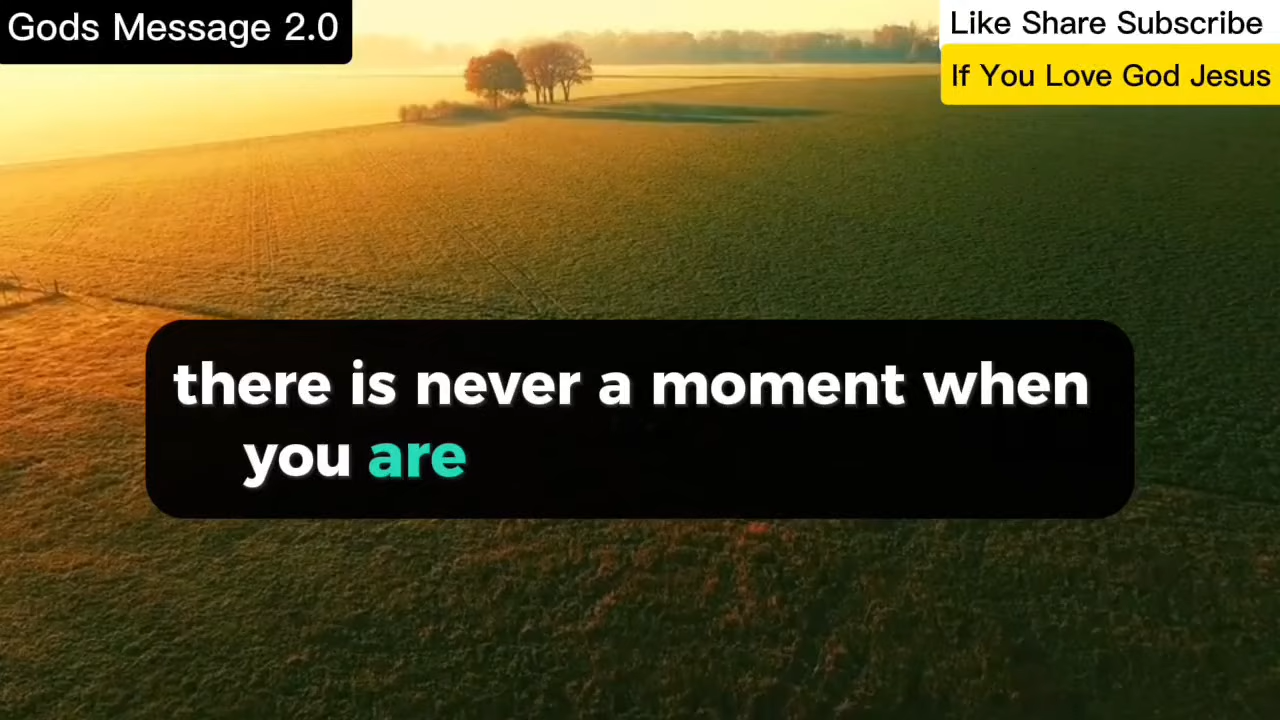 Gods Message 2.0
Like Share Subscribe
If You Love God Jesus
there is never a moment when
you are